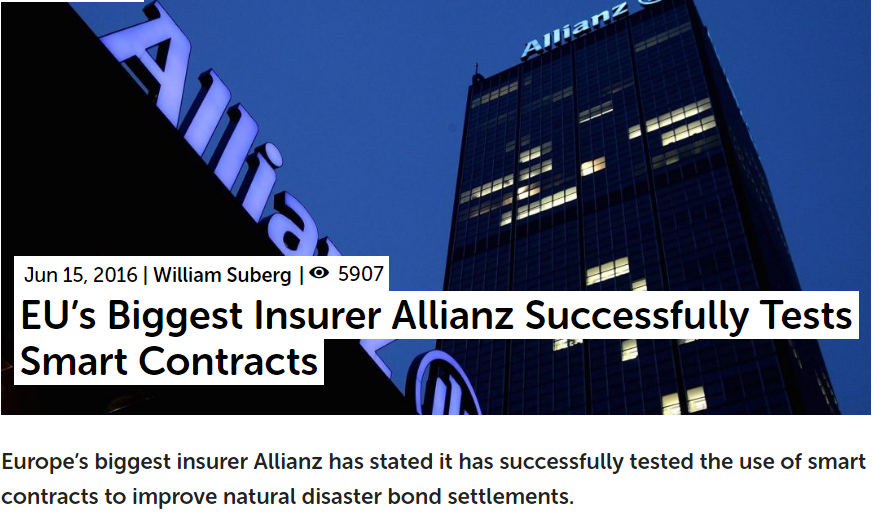 Allianz
Allianz
Jun 15, 2016 | William Suberg | 5907
EU’s Biggest Insurer Allianz Successfully Tests
Smart Contracts
Europe’s biggest insurer Allianz has stated it has successfully tested the use of smart
contracts to improve natural disaster bond settlements.